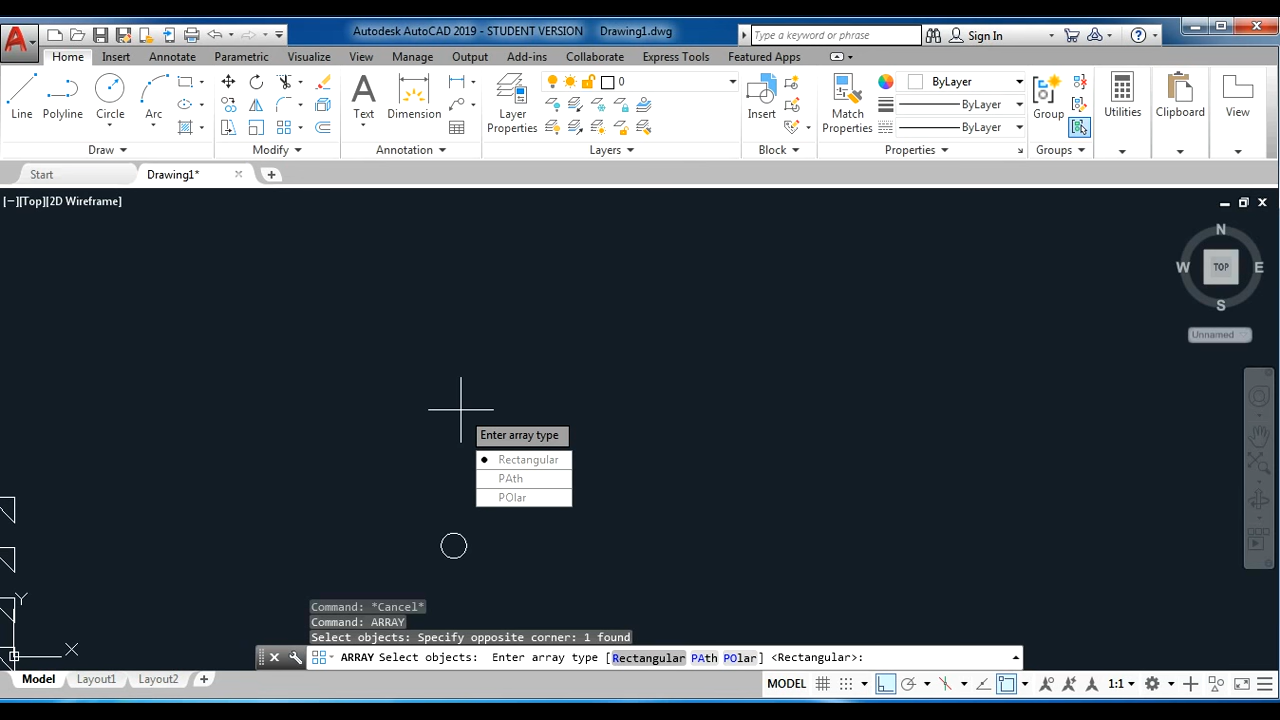 Autodesk AutoCAD 2019 - STUDENT VERSION Drawing1.dwg
Type a keyword or phrase
Sign In
Home Insert Annotate Parametric View Manage Output Add-ins Collaborate Express Tools Featured Apps
0
ByLayer
ByLayer
ByLayer
Line Polyline Circle Arc
Text Dimension
Layer Properties
Insert
Match Properties
Group
Utilities
Clipboard
View
Draw Modify Annotation Layers Block Properties Groups
Start Drawing1*
[−][Top][2D Wireframe]
N
W TOP E
S
Unnamed
Enter array type
Rectangular
PAth
POlar
Y
X
Command: *Cancel*
Command: ARRAY
Select objects: Specify opposite corner: 1 found
ARRAY Select objects: Enter array type [Rectangular PAth POlar] <Rectangular>:
Model Layout1 Layout2
MODEL 1:1